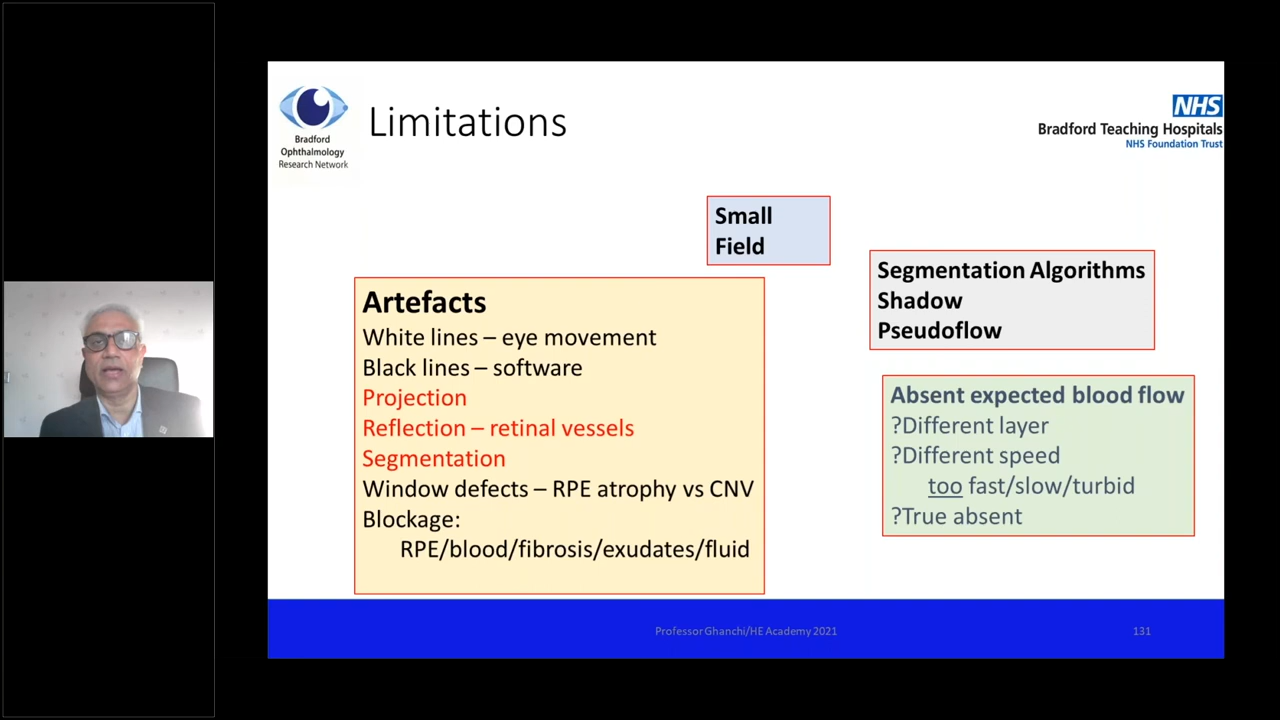 Bradford
Ophthalmology
Research Network
Limitations
NHS
Bradford Teaching Hospitals
NHS Foundation Trust
Small
Field
Segmentation Algorithms
Shadow
Pseudoflow
Artefacts
White lines – eye movement
Black lines – software
Projection
Reflection – retinal vessels
Segmentation
Window defects – RPE atrophy vs CNV
Blockage:
RPE/blood/fibrosis/exudates/fluid
Absent expected blood flow
?Different layer
?Different speed
too fast/slow/turbid
?True absent
Professor Ghanchi/HE Academy 2021
131